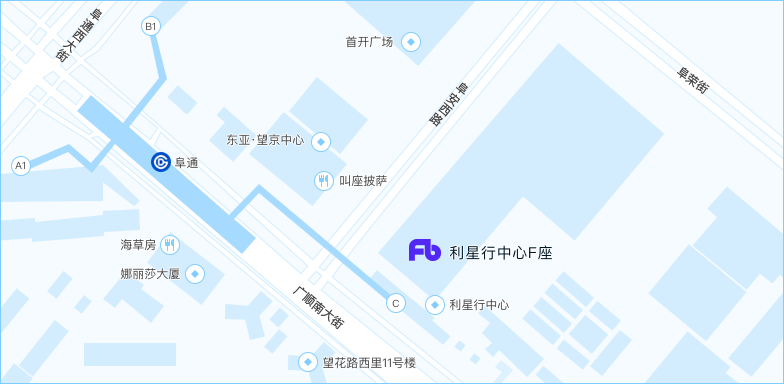 B1
阜通西大街
首开广场
阜荣街
阜安西路
东亚·望京中心
A1
阜通
叫座披萨
海草房
利星行中心F座
娜丽莎大厦
广顺南大街
C
利星行中心
望花路西里11号楼